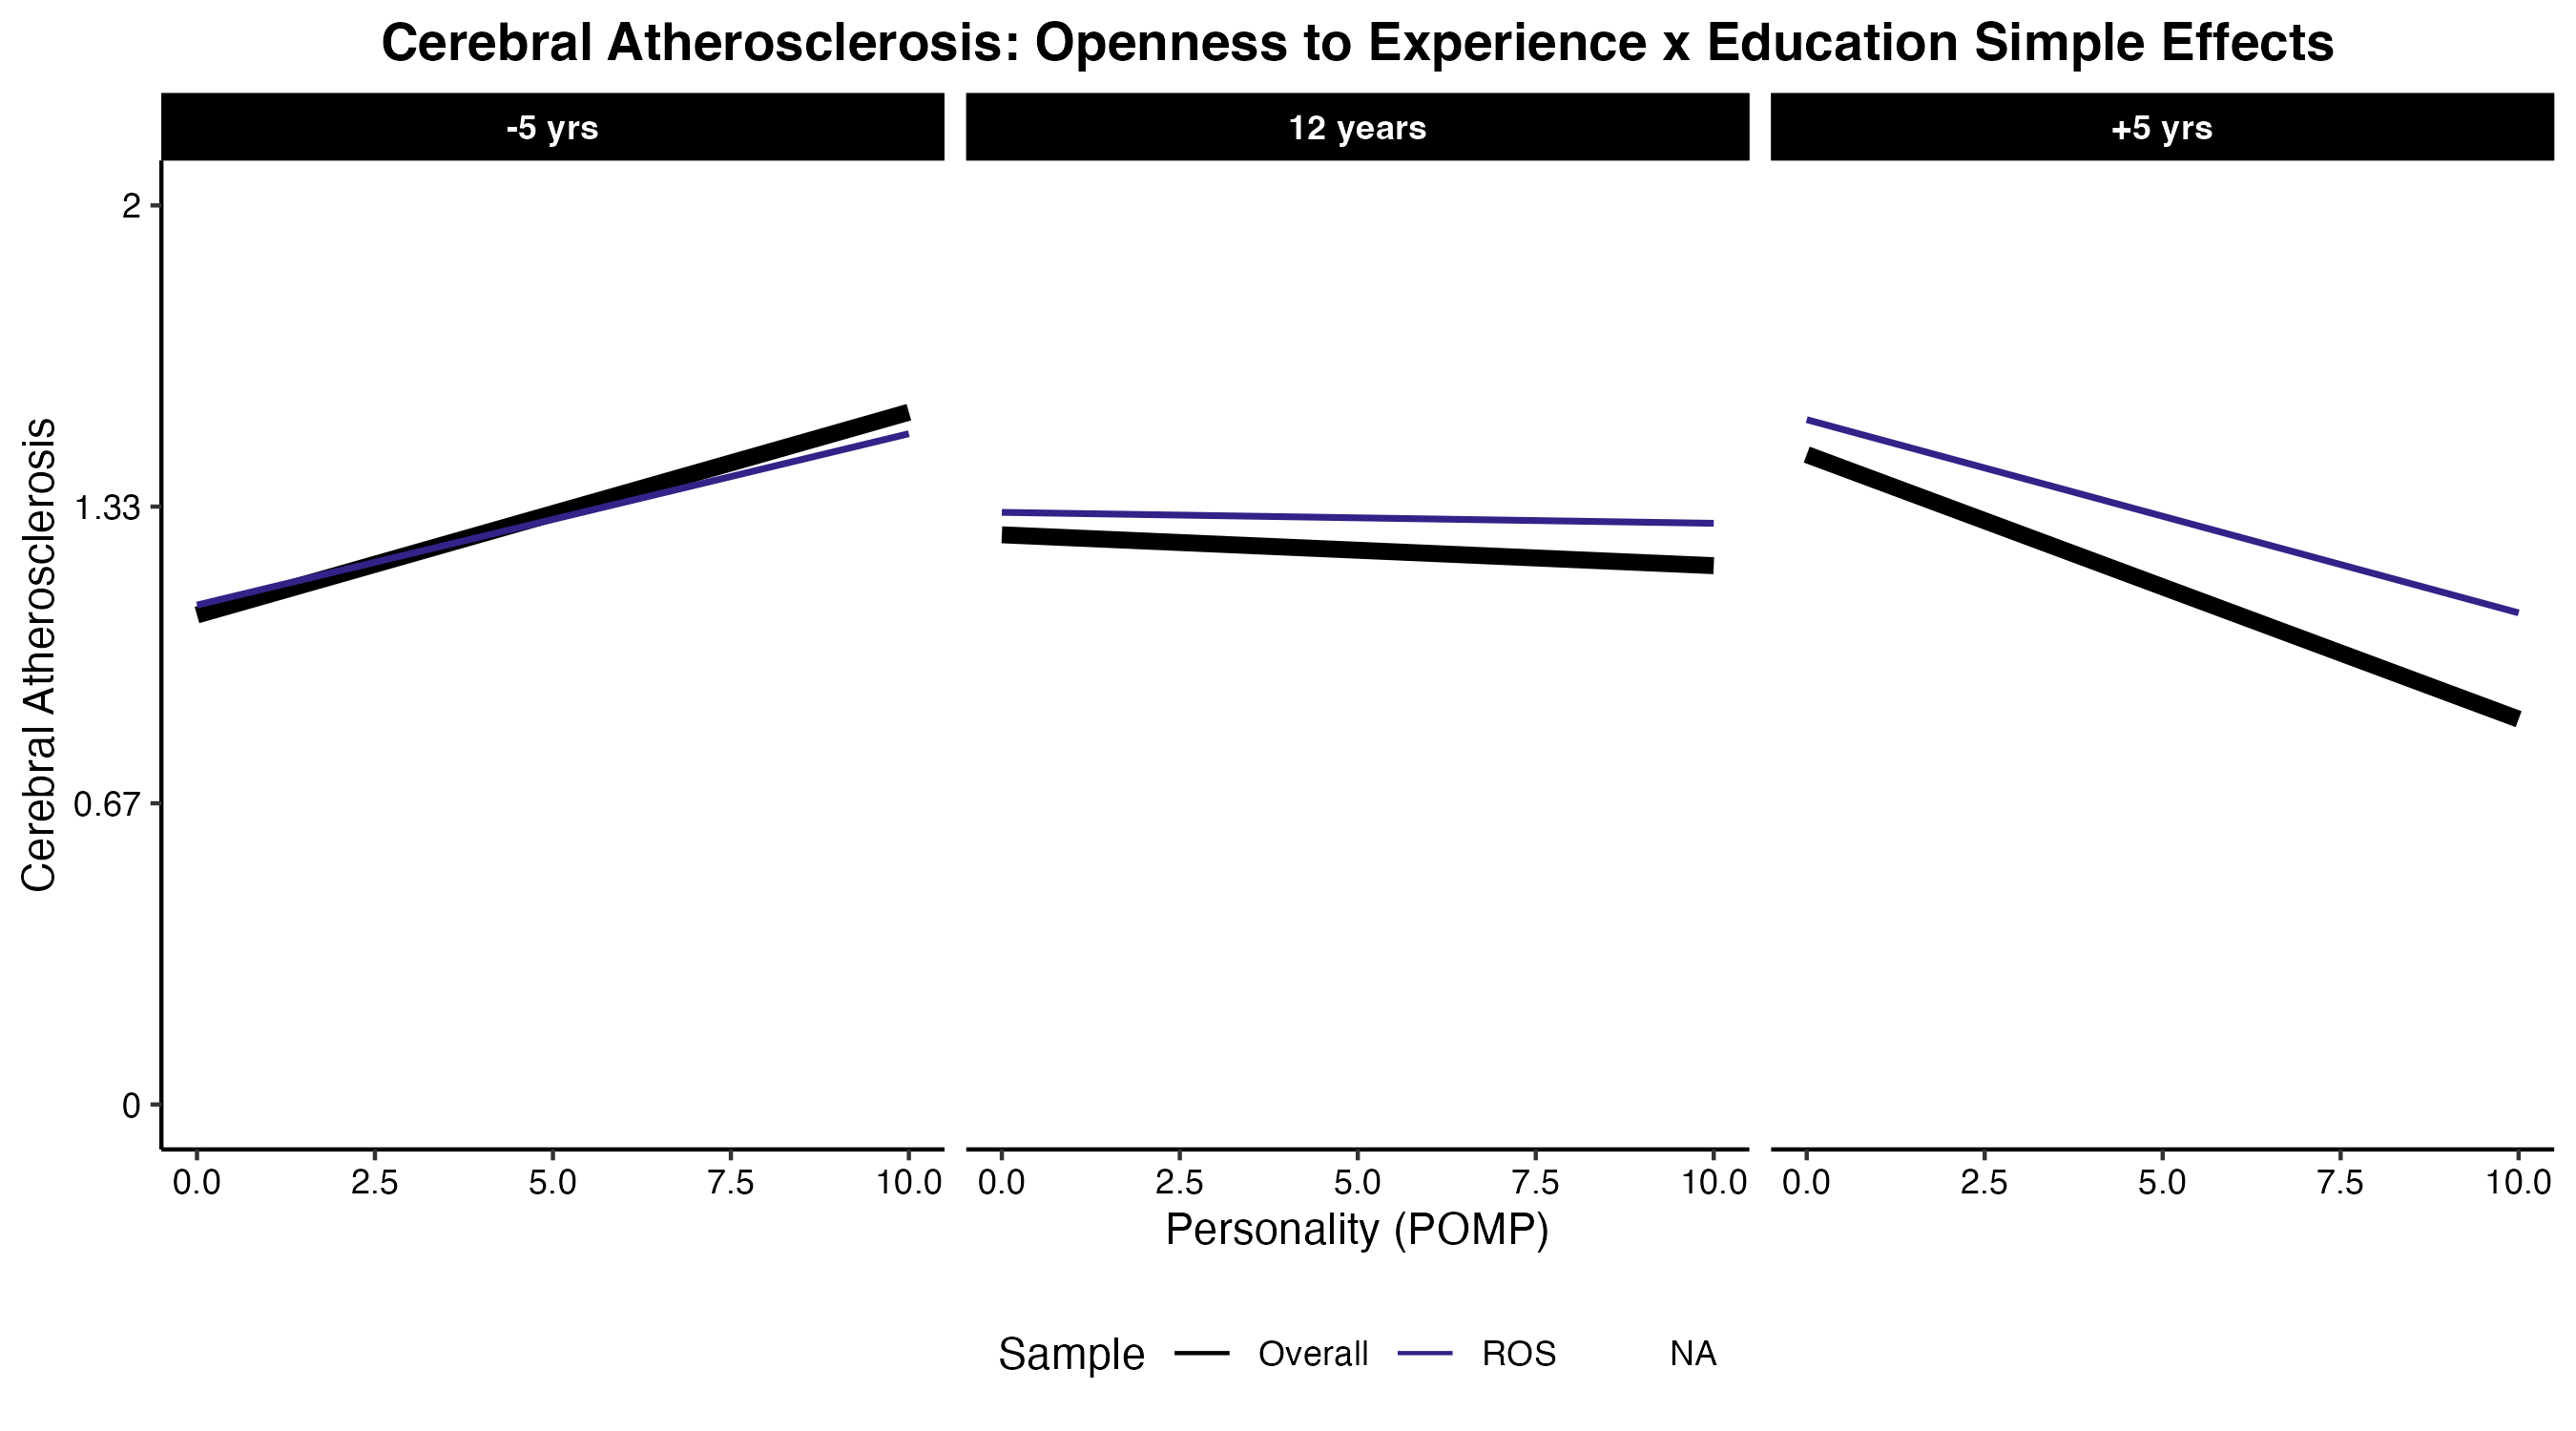 Cerebral Atherosclerosis: Openness to Experience x Education Simple Effects
-5 yrs
12 years
+5 yrs
Cerebral Atherosclerosis
2
1.33
0.67
0
0.0 2.5 5.0 7.5 10.0
0.0 2.5 5.0 7.5 10.0
0.0 2.5 5.0 7.5 10.0
Personality (POMP)
Sample Overall ROS NA